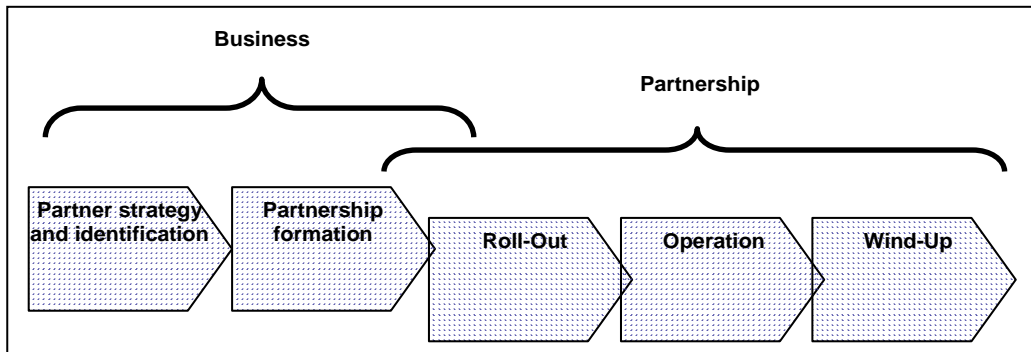 Business
Partnership
Partner strategy
and identification
Partnership
formation
Roll-Out
Operation
Wind-Up